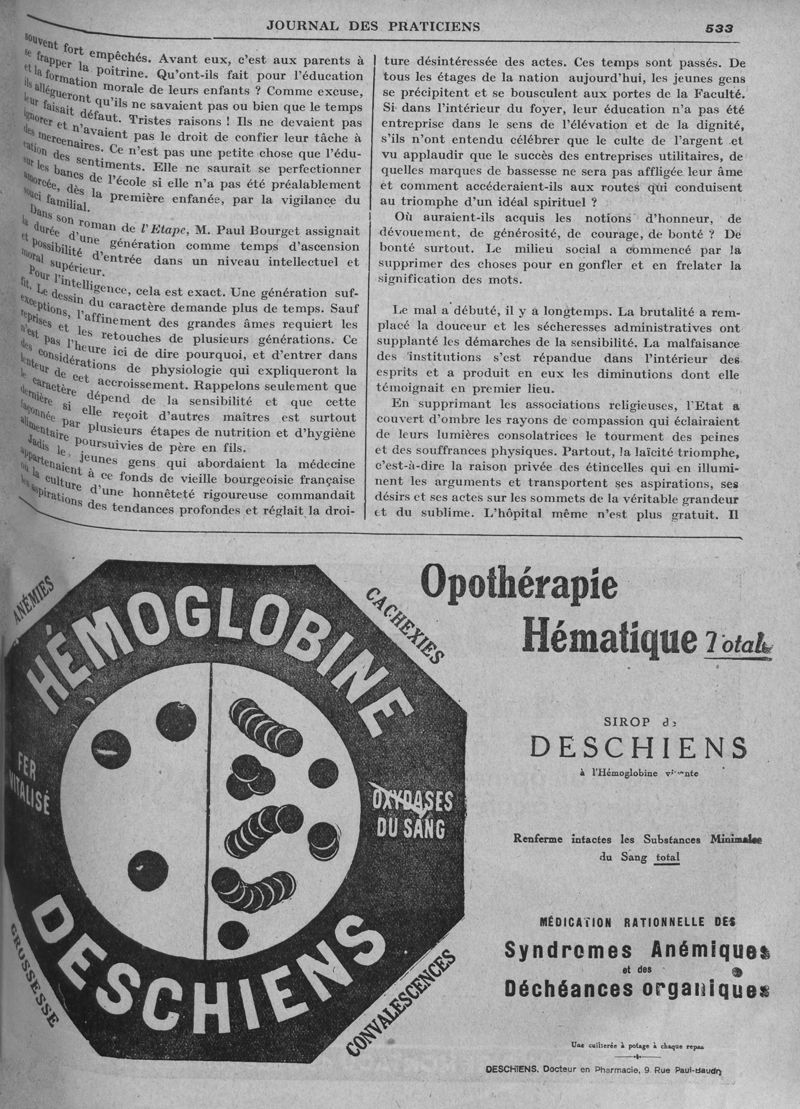 JOURNAL DES PRATICIENS
533
souvent fort empêchés. Avant eux, c'est aux parents à
se frapper la poitrine. Qu'ont-ils fait pour l'éducation
et la formation morale de leurs enfants ? Comme excuse,
ils allégueront qu'ils ne savaient pas ou bien que le temps
leur faisait défaut. Tristes raisons ! Ils ne devaient pas
ignorer et n'avaient pas le droit de confier leur tâche à
des mercenaires. Ce n'est pas une petite chose que l'édu-
cation des sentiments. Elle ne saurait se perfectionner
sur les bancs de l'école si elle n'a pas été préalablement
amorcée, dès la première enfanée, par la vigilance du
souci familial.
Dans son roman de l'Etape, M. Paul Bourget assignait
la durée d'une génération comme temps d'ascension
et possibilité d'entrée dans un niveau intellectuel et
moral supérieur.
Pour l'intelligence, cela est exact. Une génération suf-
fit. Le dessin du caractère demande plus de temps. Sauf
exceptions, l'affinement des grandes âmes requiert les
reprises et les retouches de plusieurs générations. Ce
n'est pas l'heure ici de dire pourquoi, et d'entrer dans
des considérations de physiologie qui expliqueront la
lenteur de cet accroissement. Rappelons seulement que
le caractère dépend de la sensibilité et que cette
dernière si elle reçoit d'autres maîtres est surtout
façonnée par plusieurs étapes de nutrition et d'hygiène
alimentaire poursuivies de père en fils.
Jadis le, jeunes gens qui abordaient la médecine
appartenaient à ce fonds de vieille bourgeoisie française
où la culture d'une honnêteté rigoureuse commandait
les aspirations des tendances profondes et réglait la droi-
ture désintéressée des actes. Ces temps sont passés. De
tous les étages de la nation aujourd'hui, les jeunes gens
se précipitent et se bousculent aux portes de la Faculté.
Si dans l'intérieur du foyer, leur éducation n'a pas été
entreprise dans le sens de l'élévation et de la dignité,
s'ils n'ont entendu célébrer que le culte de l'argent et
vu applaudir que le succès des entreprises utilitaires, de
quelles marques de bassesse ne sera pas affligée leur âme
et comment accéderaient-ils aux routes qui conduisent
au triomphe d'un idéal spirituel ?
Où auraient-ils acquis les notions d'honneur, de
dévouement, de générosité, de courage, de bonté ? De
bonté surtout. Le milieu social a commencé par la
supprimer des choses pour en gonfler et en frelater la
signification des mots.
Le mal a débuté, il y a longtemps. La brutalité a rem-
placé la douceur et les sécheresses administratives ont
supplanté les démarches de la sensibilité. La malfaisance
des institutions s'est répandue dans l'intérieur des
esprits et a produit en eux les diminutions dont elle
témoignait en premier lieu.
En supprimant les associations religieuses, l'Etat a
couvert d'ombre les rayons de compassion qui éclairaient
de leurs lumières consolatrices le tourment des peines
et des souffrances physiques. Partout, la laïcité triomphe,
c'est-à-dire la raison privée des étincelles qui en illumi-
nent les arguments et transportent ses aspirations, ses
désirs et ses actes sur les sommets de la véritable grandeur
et du sublime. L'hôpital même n'est plus gratuit. Il
ANÉMIES
CACHEXIES
HÉMOGLOBINE
FER
VITALISÉ
OXYDASES
DU SANG
DESCHIENS
GROSSESSE
CONVALESCENCES
Opothérapie
Hématique Totale
SIROP de
DESCHIENS
à l'Hémoglobine vivante
Renferme intactes les Substances Minimales
du Sang total
MÉDICATION RATIONNELLE DES
Syndromes Anémiques
et des
Déchéances organiques
Une cuillerée à potage à chaque repas
DESCHIENS, Docteur en Pharmacie, 9, Rue Paul-Baudry